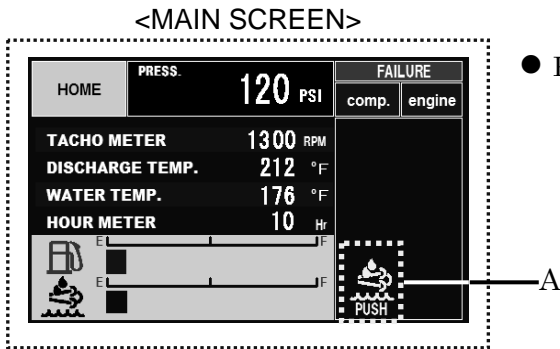 <MAIN SCREEN>
HOME
PRESS. 120 PSI
FAILURE
comp. engine
TACHO METER 1300 RPM
DISCHARGE TEMP. 212 °F
WATER TEMP. 176 °F
HOUR METER 10 Hr
E F
E F
PUSH
A